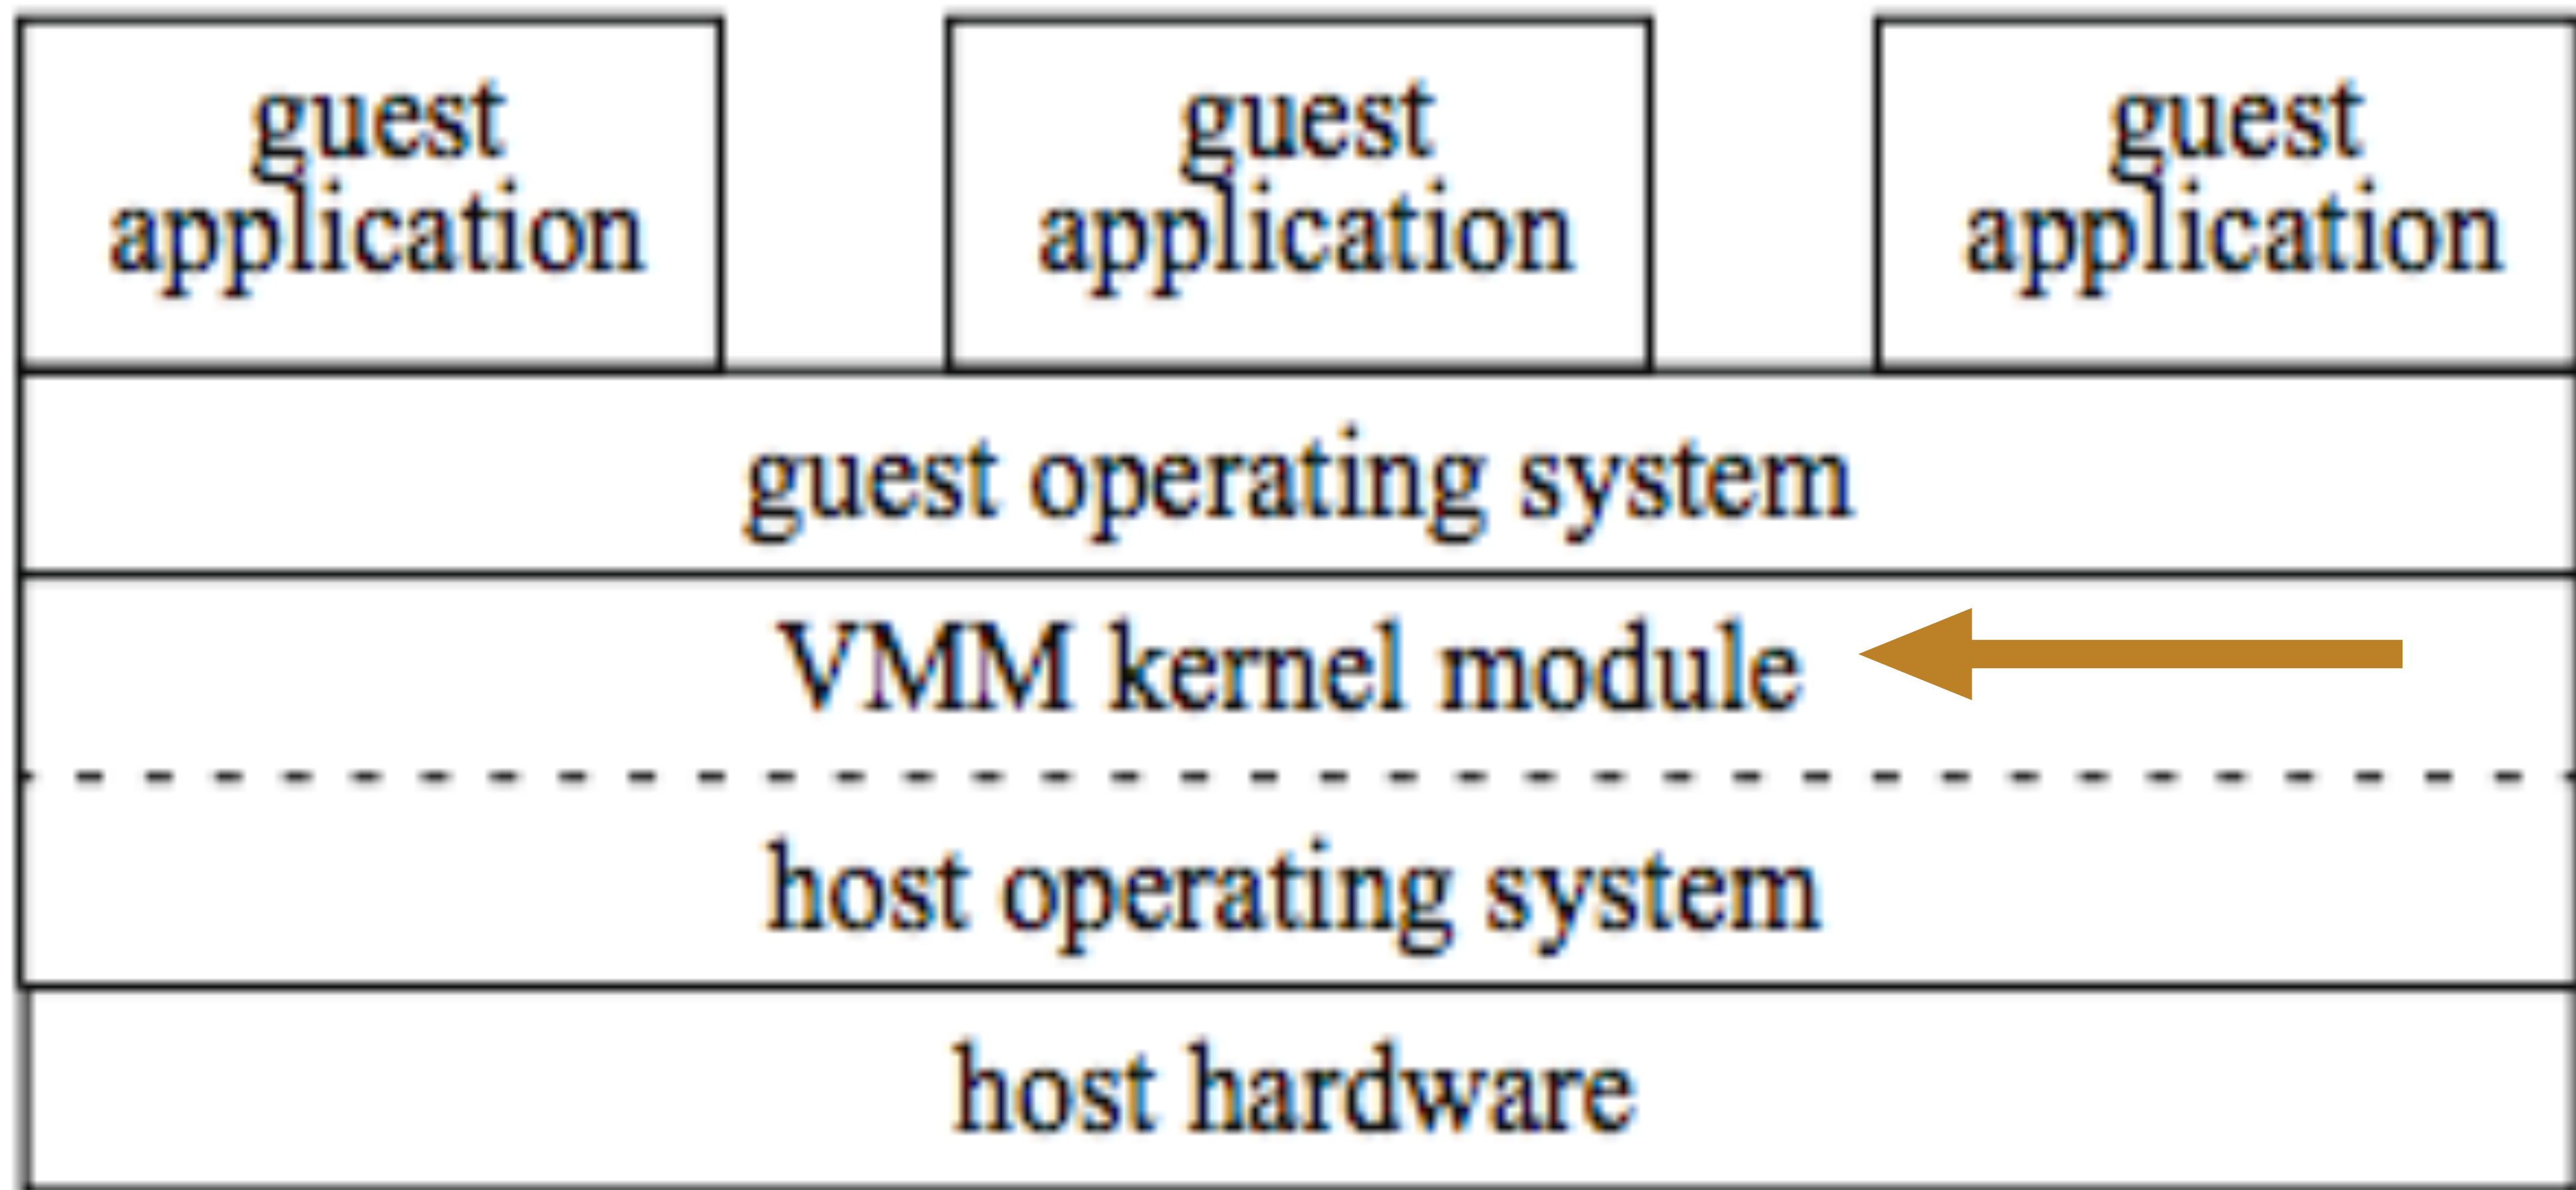 guest
application
guest
application
guest
application
guest operating system
VMM kernel module
host operating system
host hardware